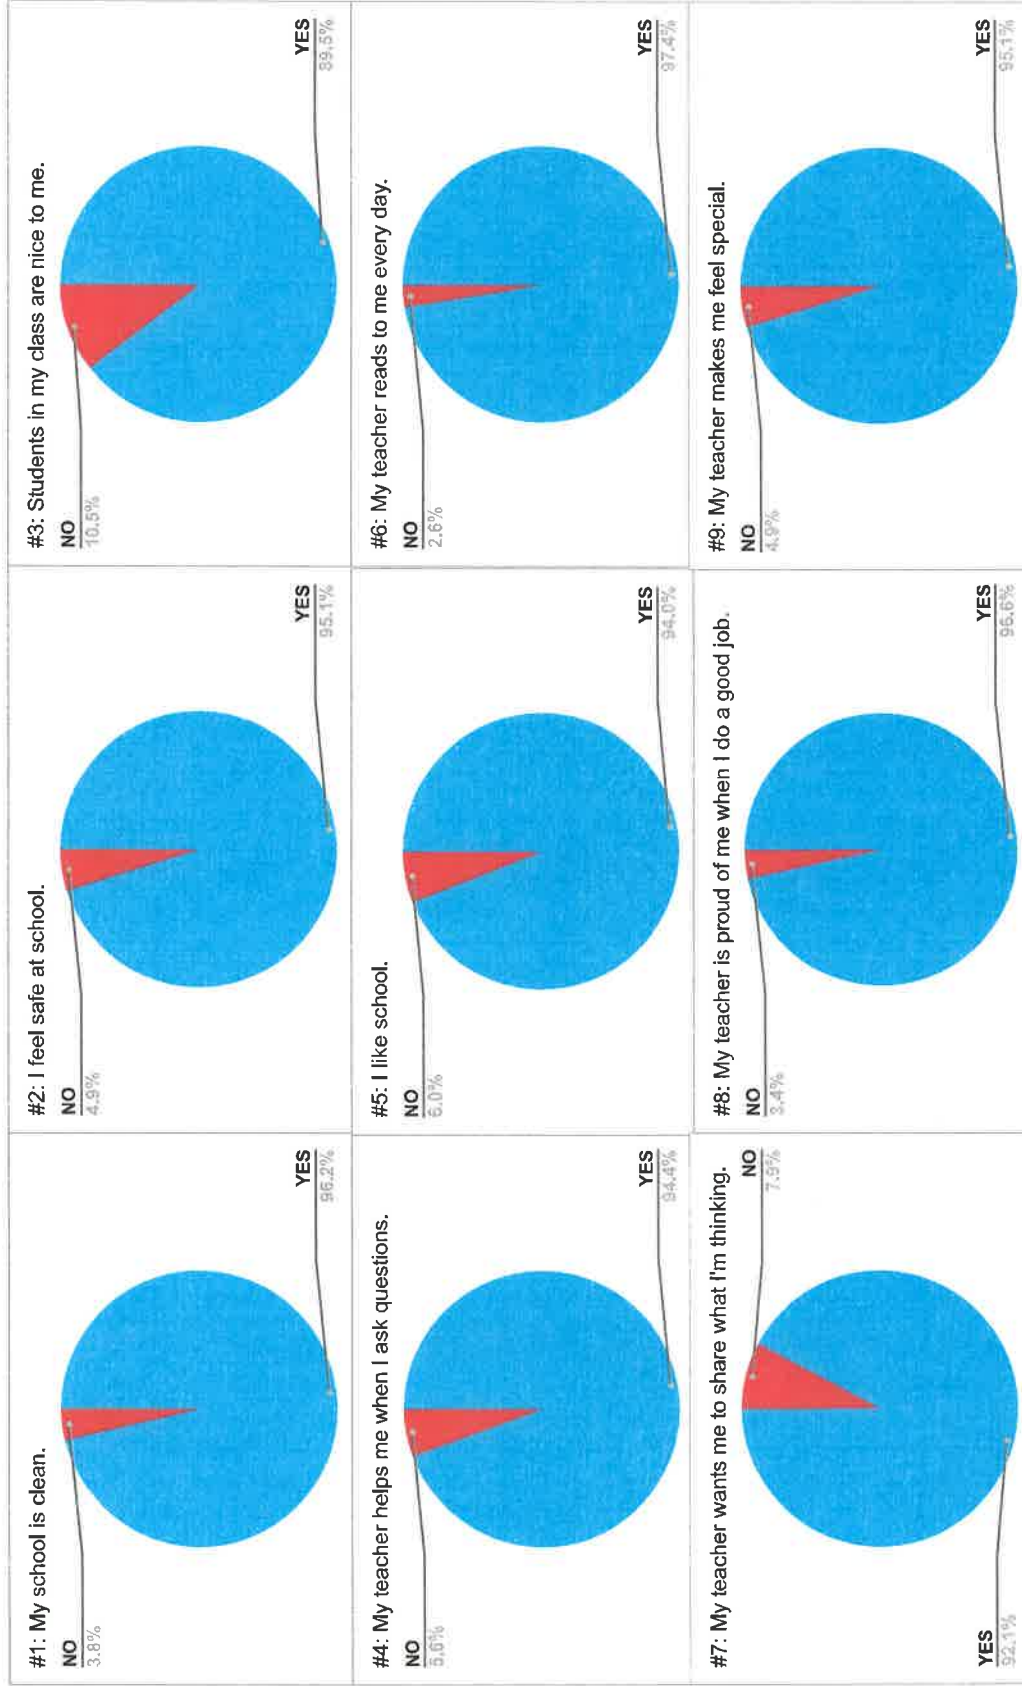 #1: My school is clean.
NO
3.8%
YES
96.2%
#2: I feel safe at school.
NO
4.9%
YES
95.1%
#3: Students in my class are nice to me.
NO
10.5%
YES
89.5%
#4: My teacher helps me when I ask questions.
NO
5.6%
YES
94.4%
#5: I like school.
NO
6.0%
YES
94.0%
#6: My teacher reads to me every day.
NO
2.6%
YES
97.4%
#7: My teacher wants me to share what I'm thinking.
NO
7.9%
YES
92.1%
#8: My teacher is proud of me when I do a good job.
NO
3.4%
YES
96.6%
#9: My teacher makes me feel special.
NO
4.9%
YES
95.1%